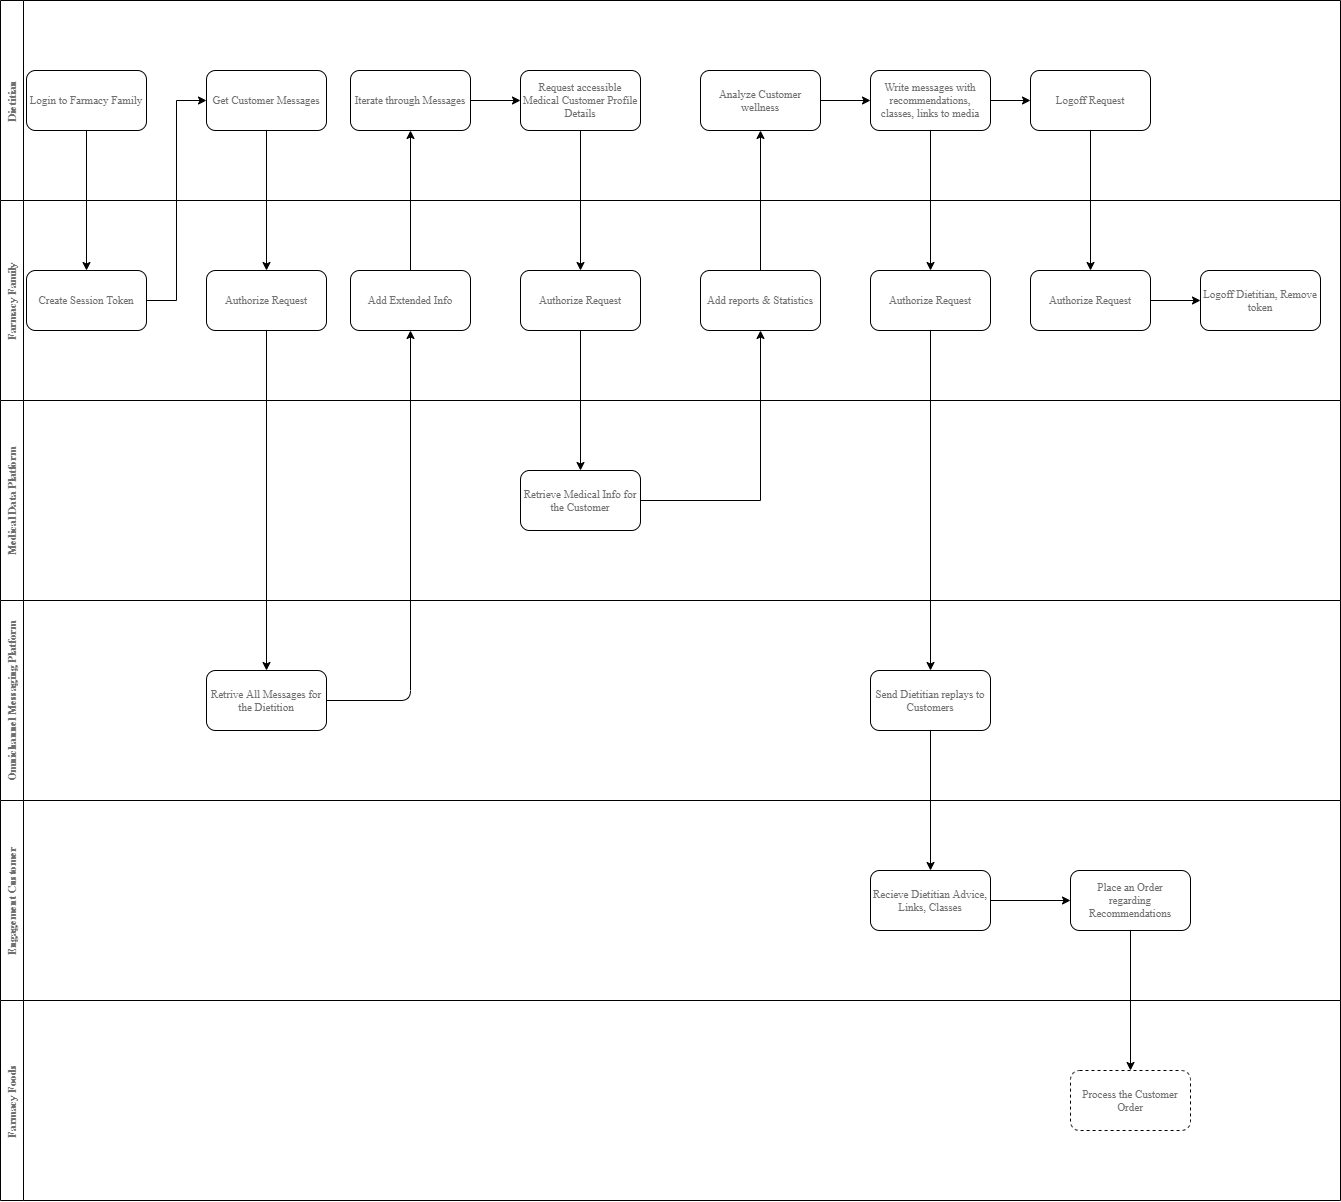 Dietitian
Login to Farmacy Family
Get Customer Messages
Iterate through Messages
Request accessible
Medical Customer Profile
Details
Analyze Customer
wellness
Write messages with
recommendations,
classes, links to media
Logoff Request
Farmacy Family
Create Session Token
Authorize Request
Add Extended Info
Authorize Request
Add reports & Statistics
Authorize Request
Authorize Request
Logoff Dietitian, Remove
token
Medical Data Platform
Retrieve Medical Info for
the Customer
Omnichannel Messaging Platform
Retrive All Messages for
the Dietition
Send Dietitian replays to
Customers
Engagement Customer
Recieve Dietitian Advice,
Links, Classes
Place an Order
regarding
Recommendations
Farmacy Foods
Process the Customer
Order